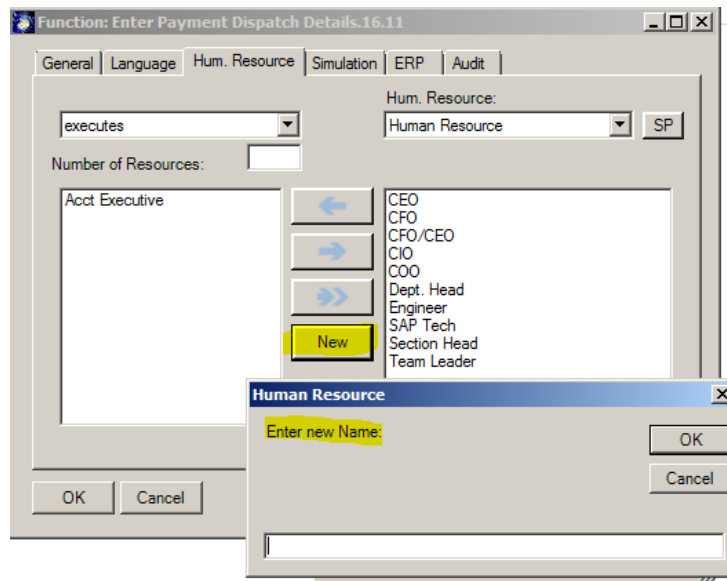 Function: Enter Payment Dispatch Details.16.11
General Language Hum. Resource Simulation ERP Audit
Hum. Resource:
executes Human Resource SP
Number of Resources:
Acct Executive
CEO
CFO
CFO/CEO
CIO
COO
Dept. Head
Engineer
SAP Tech
Section Head
Team Leader
New
Human Resource
Enter new Name:
OK
Cancel
OK Cancel